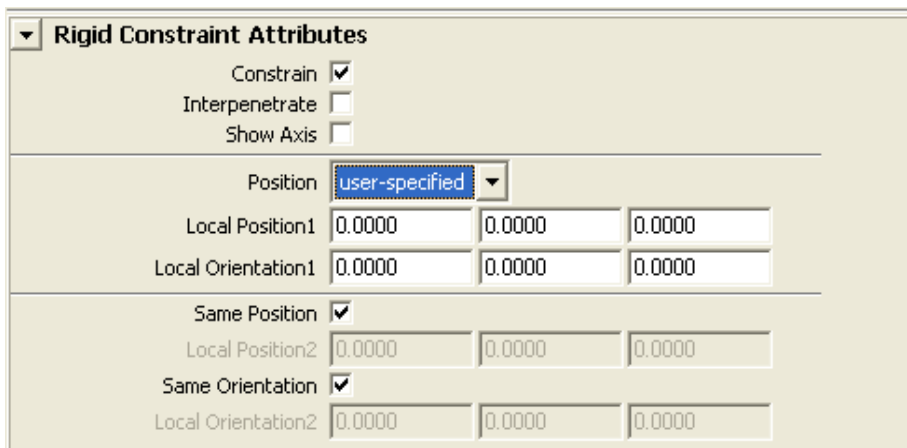 Rigid Constraint Attributes
Constrain
Interpenetrate
Show Axis
Position user-specified
Local Position1 0.0000 0.0000 0.0000
Local Orientation1 0.0000 0.0000 0.0000
Same Position
Local Position2 0.0000 0.0000 0.0000
Same Orientation
Local Orientation2 0.0000 0.0000 0.0000